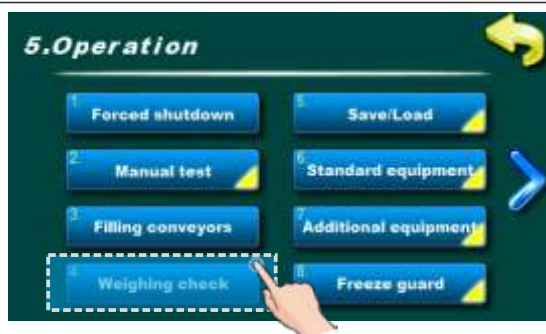 5.Operation
1. Forced shutdown
2. Manual test
3. Filling conveyors
4. Weighing check
5. Save/Load
6. Standard equipment
7. Additional equipment
8. Freeze guard